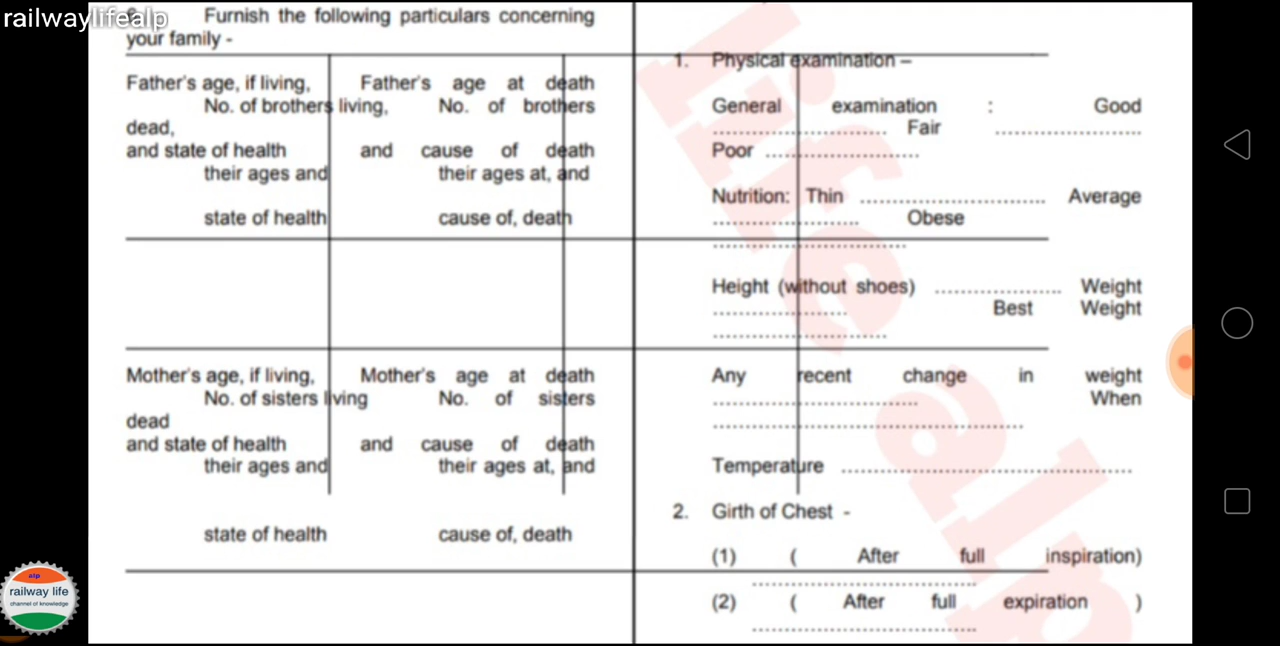 railwaylifealp
Furnish the following particulars concerning
your family -
Father's age, if living, Father's age at death
No. of brothers living, No. of brothers
dead,
and state of health and cause of death
their ages and their ages at, and
state of health cause of, death
Mother's age, if living, Mother's age at death
No. of sisters living No. of sisters
dead
and state of health and cause of death
their ages and their ages at, and
state of health cause of, death
1. Physical examination –
General examination : Good
........................... Fair ......................
Poor .......................
Nutrition: Thin ............................ Average
...................... Obese
.............................
Height (without shoes) ................... Weight
.................... Best Weight
..........................
Any recent change in weight
............................... When
...............................................
Temperature ............................................
2. Girth of Chest -
(1) ( After full inspiration)
..................................
(2) ( After full expiration )
..................................
life
alp
alp
railway life
channel of knowledge